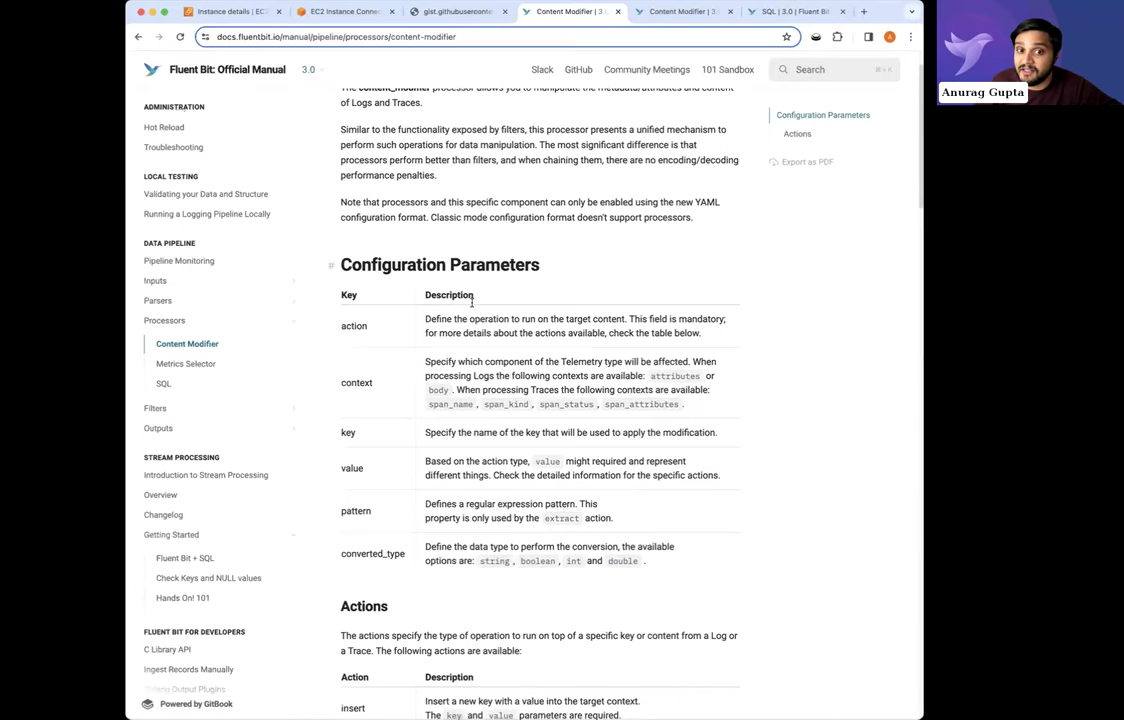 Instance details | EC2
EC2 Instance Connec
gist.githubusercontent
Content Modifier | 3.
Content Modifier | 3.
SQL | 3.0 | Fluent Bit
docs.fluentbit.io/manual/pipeline/processors/content-modifier
Anurag Gupta
Fluent Bit: Official Manual
3.0
Slack
GitHub
Community Meetings
101 Sandbox
Search
⌘+K
ADMINISTRATION
Hot Reload
Troubleshooting
LOCAL TESTING
Validating your Data and Structure
Running a Logging Pipeline Locally
DATA PIPELINE
Pipeline Monitoring
Inputs
Parsers
Processors
Content Modifier
Metrics Selector
SQL
Filters
Outputs
STREAM PROCESSING
Introduction to Stream Processing
Overview
Changelog
Getting Started
Fluent Bit + SQL
Check Keys and NULL values
Hands On! 101
FLUENT BIT FOR DEVELOPERS
C Library API
Ingest Records Manually
Golang Output Plugins
Powered by GitBook
The content_modifier processor allows you to manipulate the metadata/attributes and content
of Logs and Traces.
Similar to the functionality exposed by filters, this processor presents a unified mechanism to
perform such operations for data manipulation. The most significant difference is that
processors perform better than filters, and when chaining them, there are no encoding/decoding
performance penalties.
Note that processors and this specific component can only be enabled using the new YAML
configuration format. Classic mode configuration format doesn't support processors.
# Configuration Parameters
Key Description
action Define the operation to run on the target content. This field is mandatory;
for more details about the actions available, check the table below.
context Specify which component of the Telemetry type will be affected. When
processing Logs the following contexts are available: attributes or
body. When processing Traces the following contexts are available:
span_name, span_kind, span_status, span_attributes.
key Specify the name of the key that will be used to apply the modification.
value Based on the action type, value might required and represent
different things. Check the detailed information for the specific actions.
pattern Defines a regular expression pattern. This
property is only used by the extract action.
converted_type Define the data type to perform the conversion, the available
options are: string, boolean, int and double.
Actions
The actions specify the type of operation to run on top of a specific key or content from a Log or
a Trace. The following actions are available:
Action Description
insert Insert a new key with a value into the target context.
The key and value parameters are required.
Configuration Parameters
Actions
Export as PDF